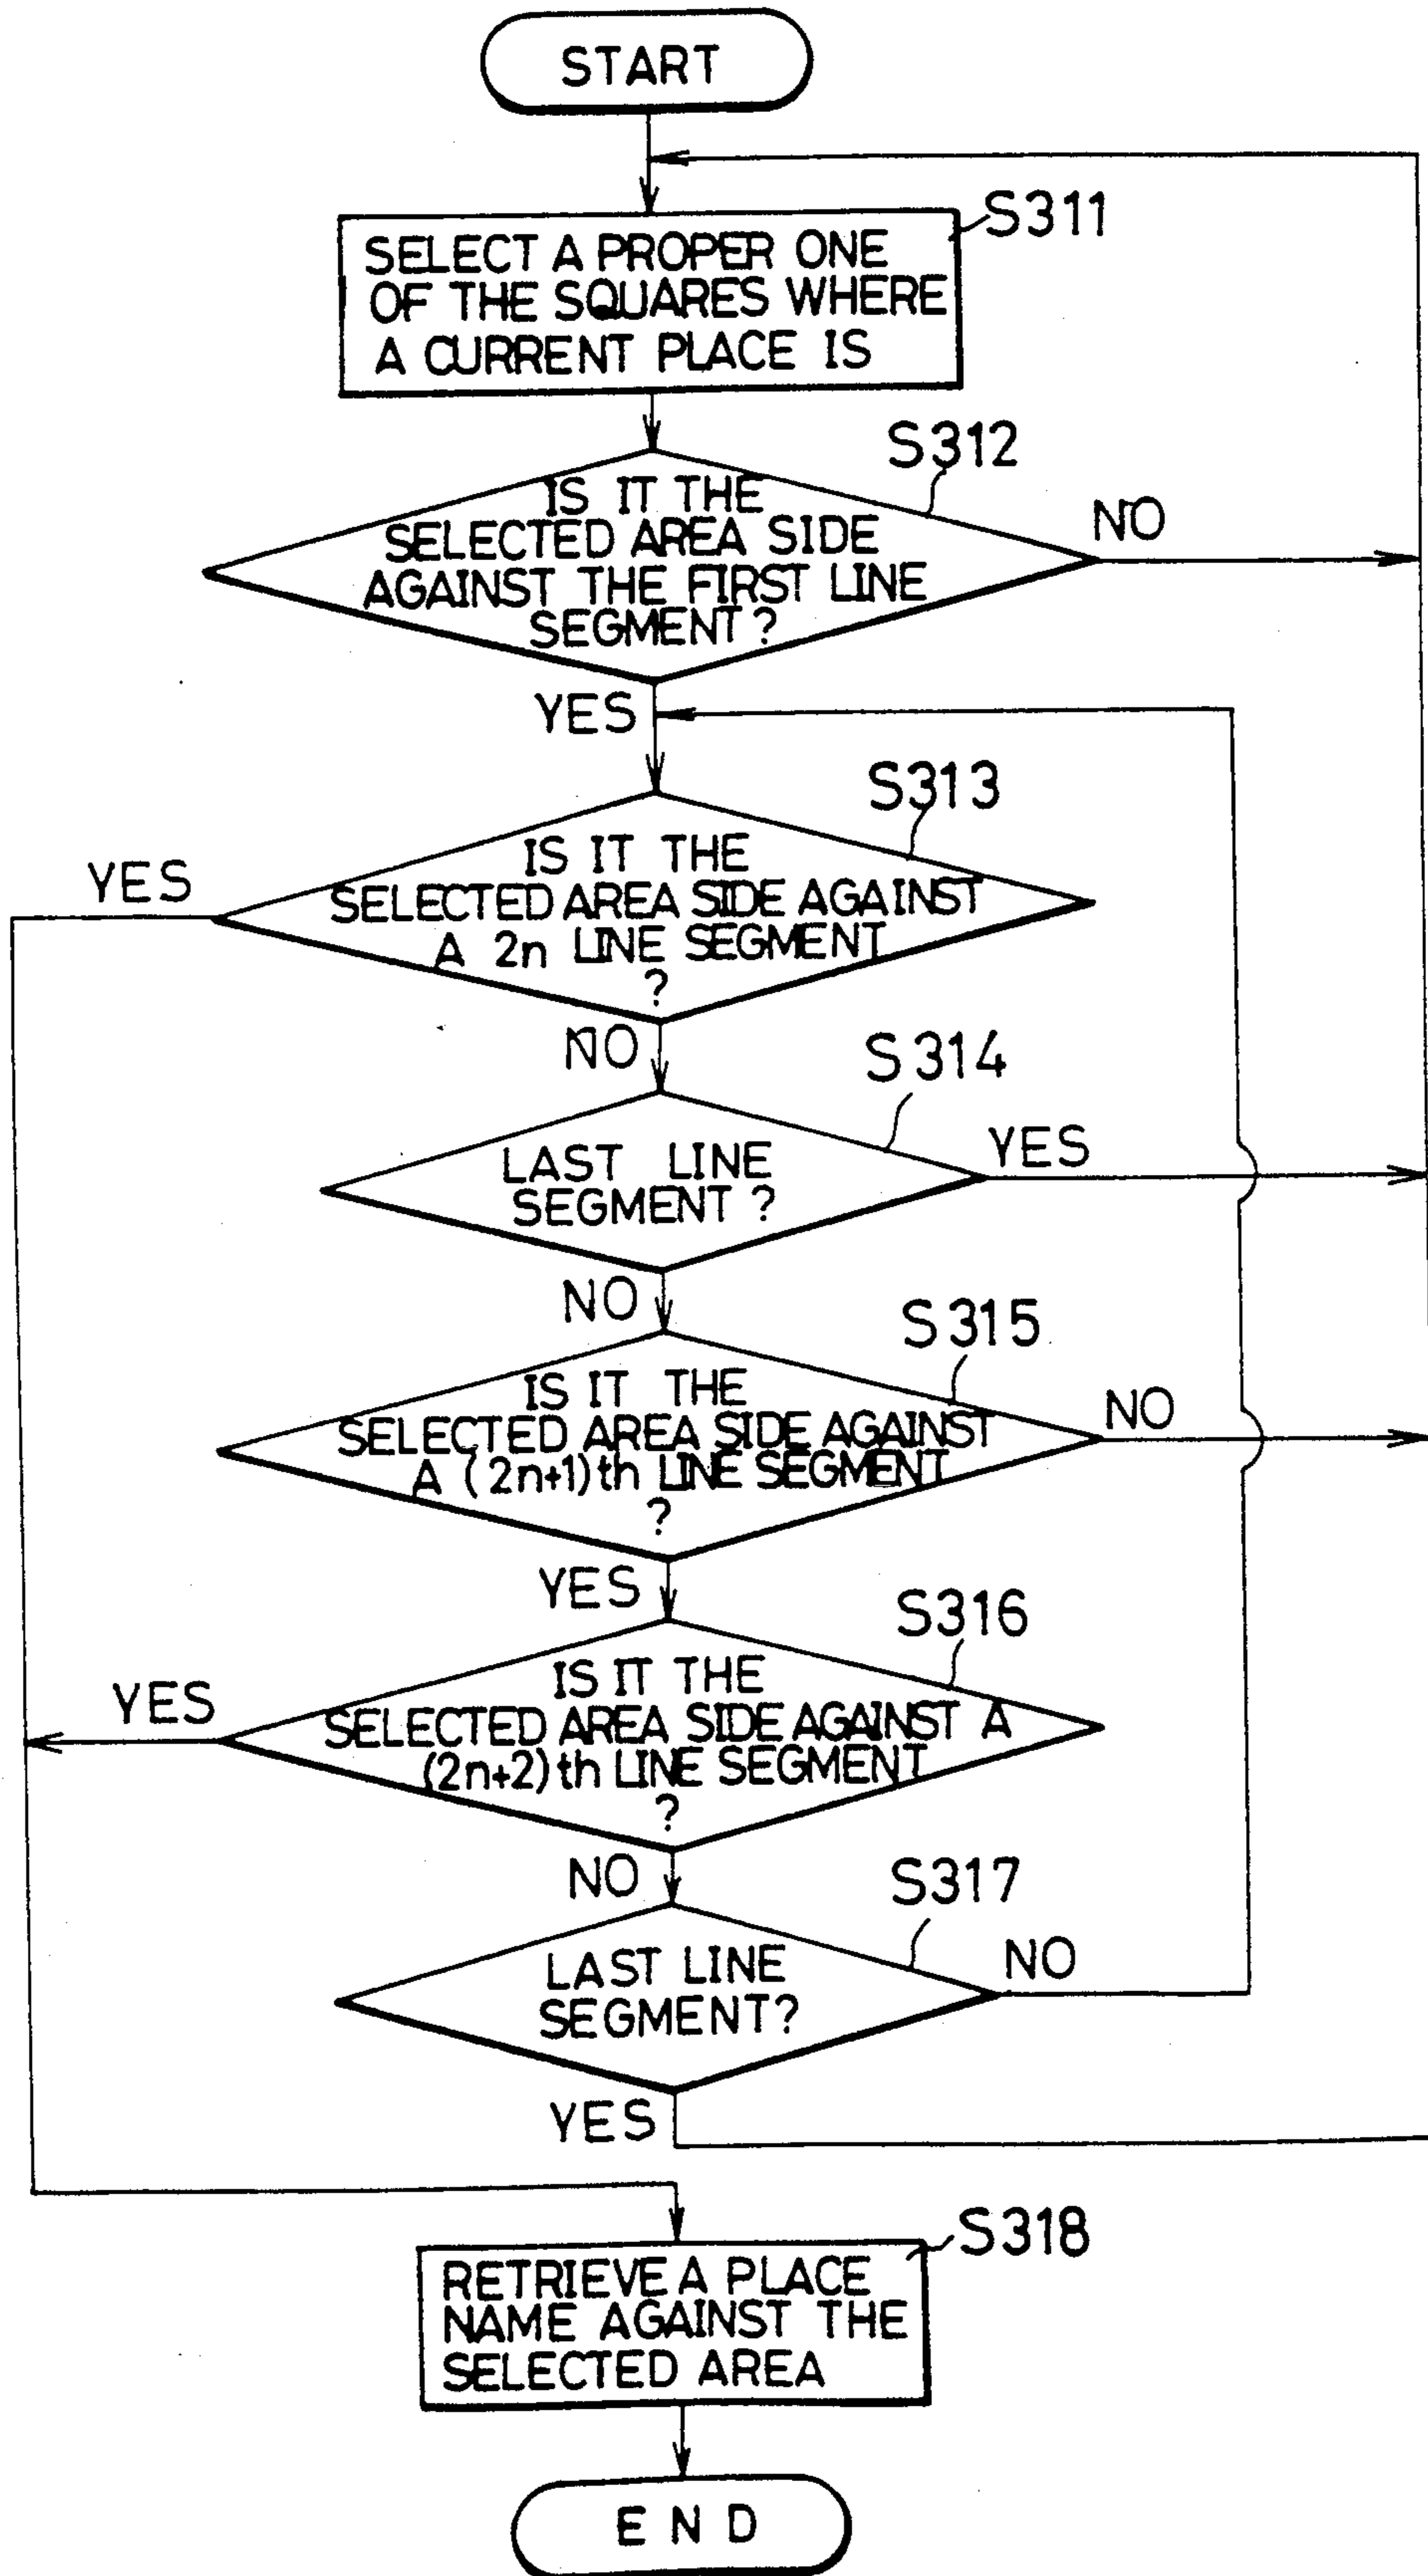 START
S311
SELECT A PROPER ONE
OF THE SQUARES WHERE
A CURRENT PLACE IS
S312
IS IT THE
SELECTED AREA SIDE
AGAINST THE FIRST LINE
SEGMENT?
NO
YES
S313
IS IT THE
SELECTED AREA SIDE AGAINST
A 2n LINE SEGMENT
?
YES
NO
S314
LAST LINE
SEGMENT?
YES
NO
S315
IS IT THE
SELECTED AREA SIDE AGAINST
A (2n+1)th LINE SEGMENT
?
NO
YES
S316
IS IT THE
SELECTED AREA SIDE AGAINST A
(2n+2)th LINE SEGMENT
?
YES
NO
S317
LAST LINE
SEGMENT?
NO
YES
S318
RETRIEVE A PLACE
NAME AGAINST THE
SELECTED AREA
END